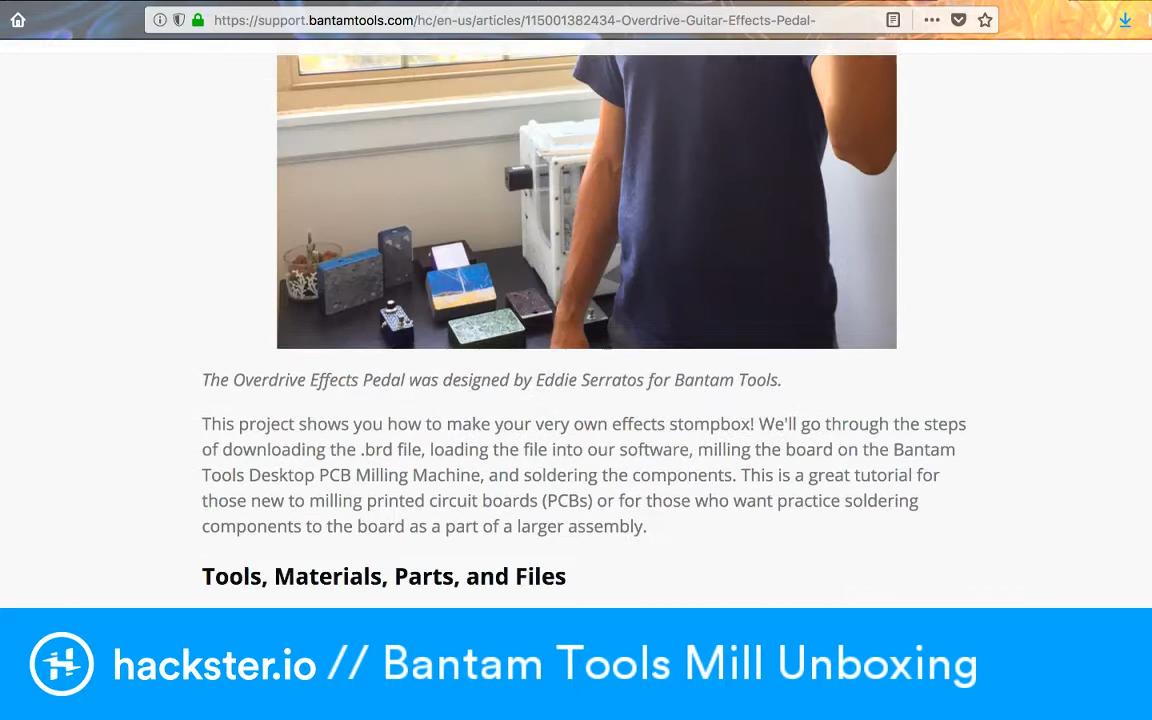 https://support.bantamtools.com/hc/en-us/articles/115001382434-Overdrive-Guitar-Effects-Pedal-
The Overdrive Effects Pedal was designed by Eddie Serratos for Bantam Tools.
This project shows you how to make your very own effects stompbox! We'll go through the steps
of downloading the .brd file, loading the file into our software, milling the board on the Bantam
Tools Desktop PCB Milling Machine, and soldering the components. This is a great tutorial for
those new to milling printed circuit boards (PCBs) or for those who want practice soldering
components to the board as a part of a larger assembly.
Tools, Materials, Parts, and Files
hackster.io // Bantam Tools Mill Unboxing